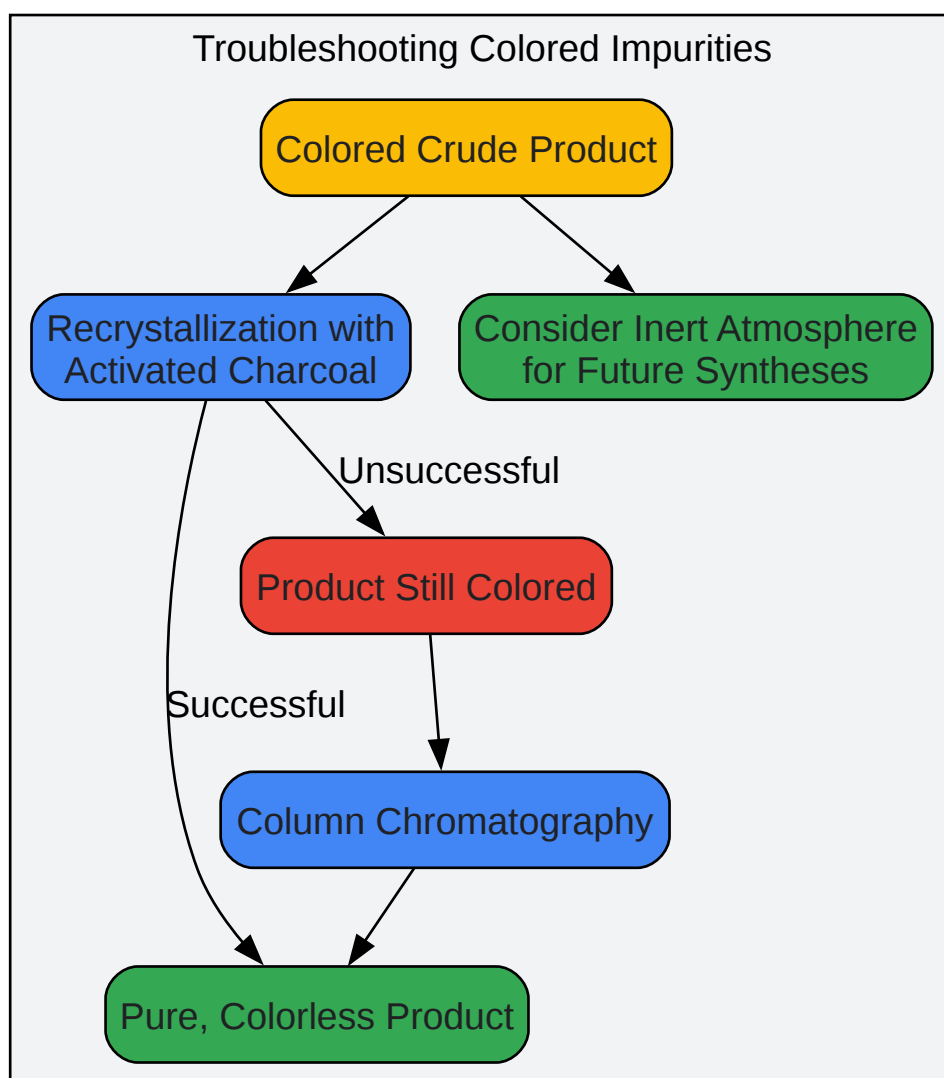 Troubleshooting Colored Impurities
Colored Crude Product
Recrystallization with
Activated Charcoal
Consider Inert Atmosphere
for Future Syntheses
Unsuccessful
Product Still Colored
Successful
Column Chromatography
Pure, Colorless Product